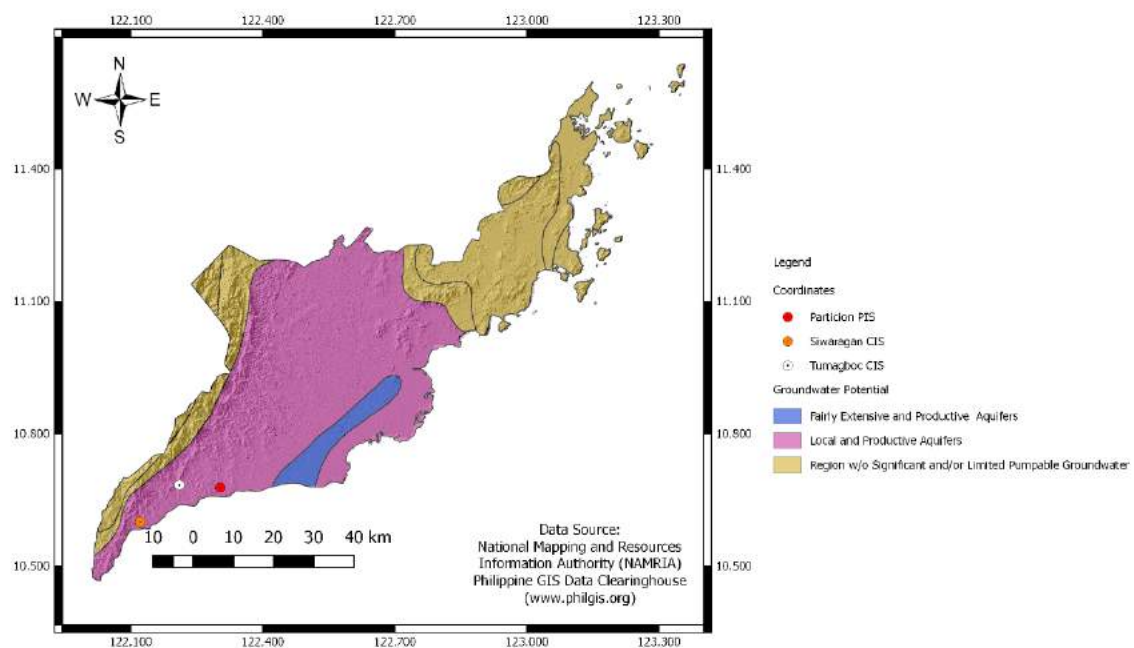 122.100 122.400 122.700 123.000 123.300
N
W E
S
11.400 11.400
11.100 11.100
10.800 10.800
10.500 10.500
10 0 10 20 30 40 km
Data Source:
National Mapping and Resources
Information Authority (NAMRIA)
Philippine GIS Data Clearinghouse
(www.philgis.org)
122.100 122.400 122.700 123.000 123.300
Legend
Coordinates
Particion PIS
Siwaragan CIS
Tumagboc CIS
Groundwater Potential
Fairly Extensive and Productive Aquifers
Local and Productive Aquifers
Region w/o Significant and/or Limited Pumpable Groundwater